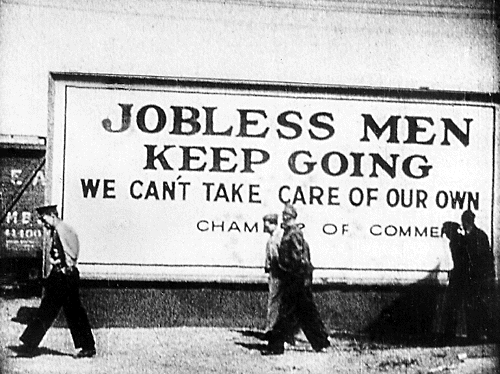 JOBLESS MEN
KEEP GOING
WE CAN'T TAKE CARE OF OUR OWN
OF